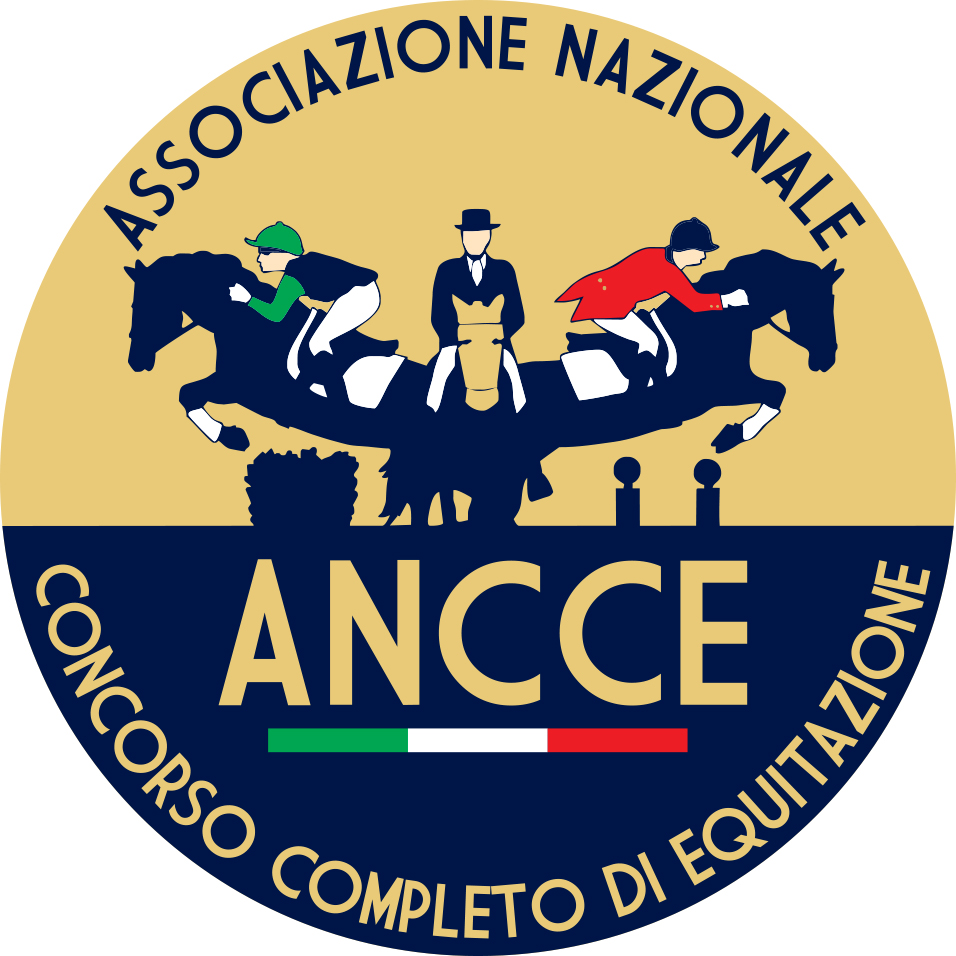 ASSOCIAZIONE NAZIONALE
ANCCE
CONCORSO COMPLETO DI EQUITAZIONE